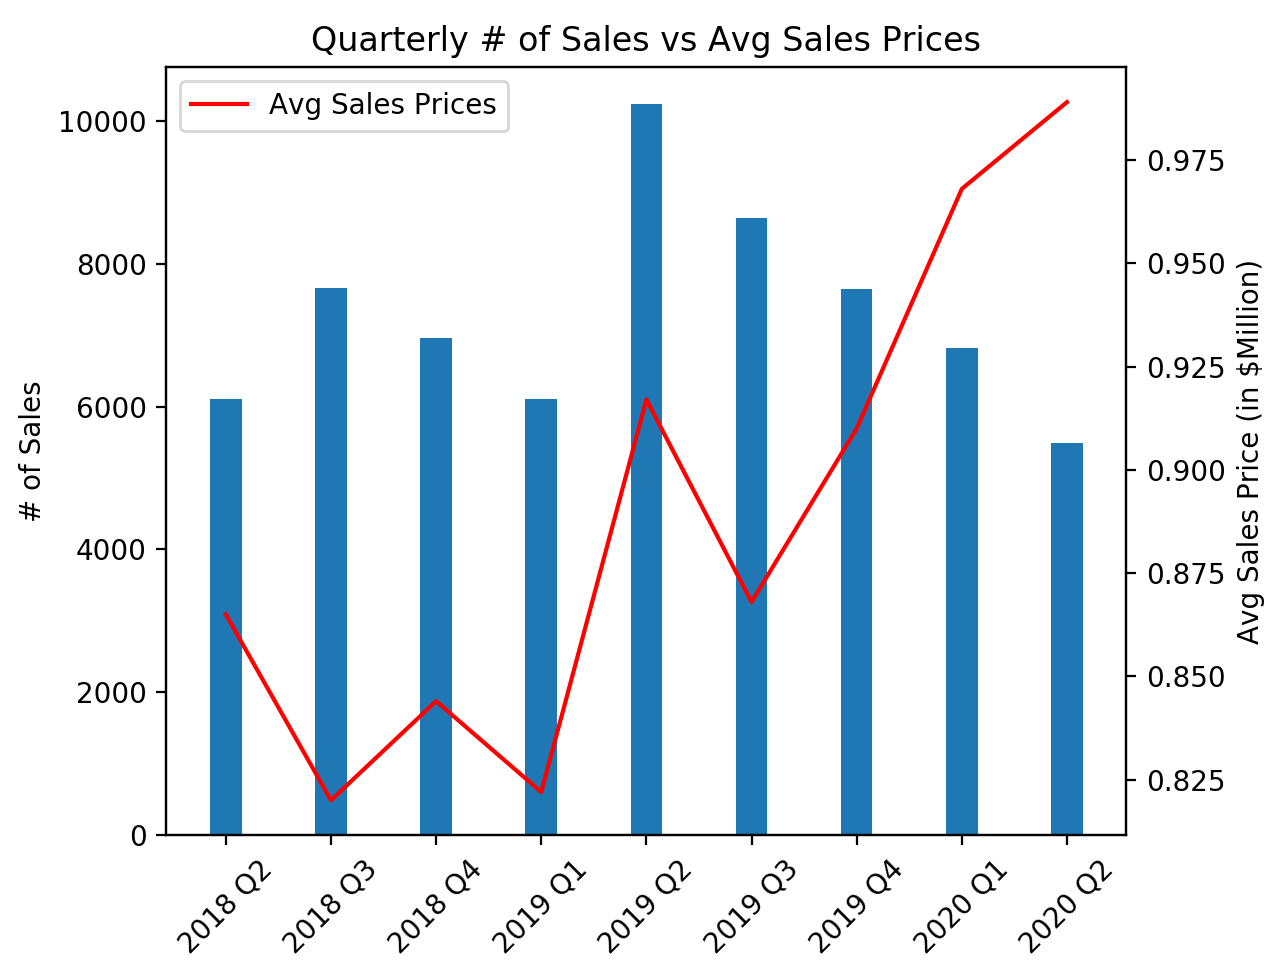 Quarterly # of Sales vs Avg Sales Prices
Avg Sales Prices
# of Sales
10000
8000
6000
4000
2000
0
0.975
0.950
0.925
0.900
0.875
0.850
0.825
Avg Sales Price (in $Million)
2018 Q2
2018 Q3
2018 Q4
2019 Q1
2019 Q2
2019 Q3
2019 Q4
2020 Q1
2020 Q2